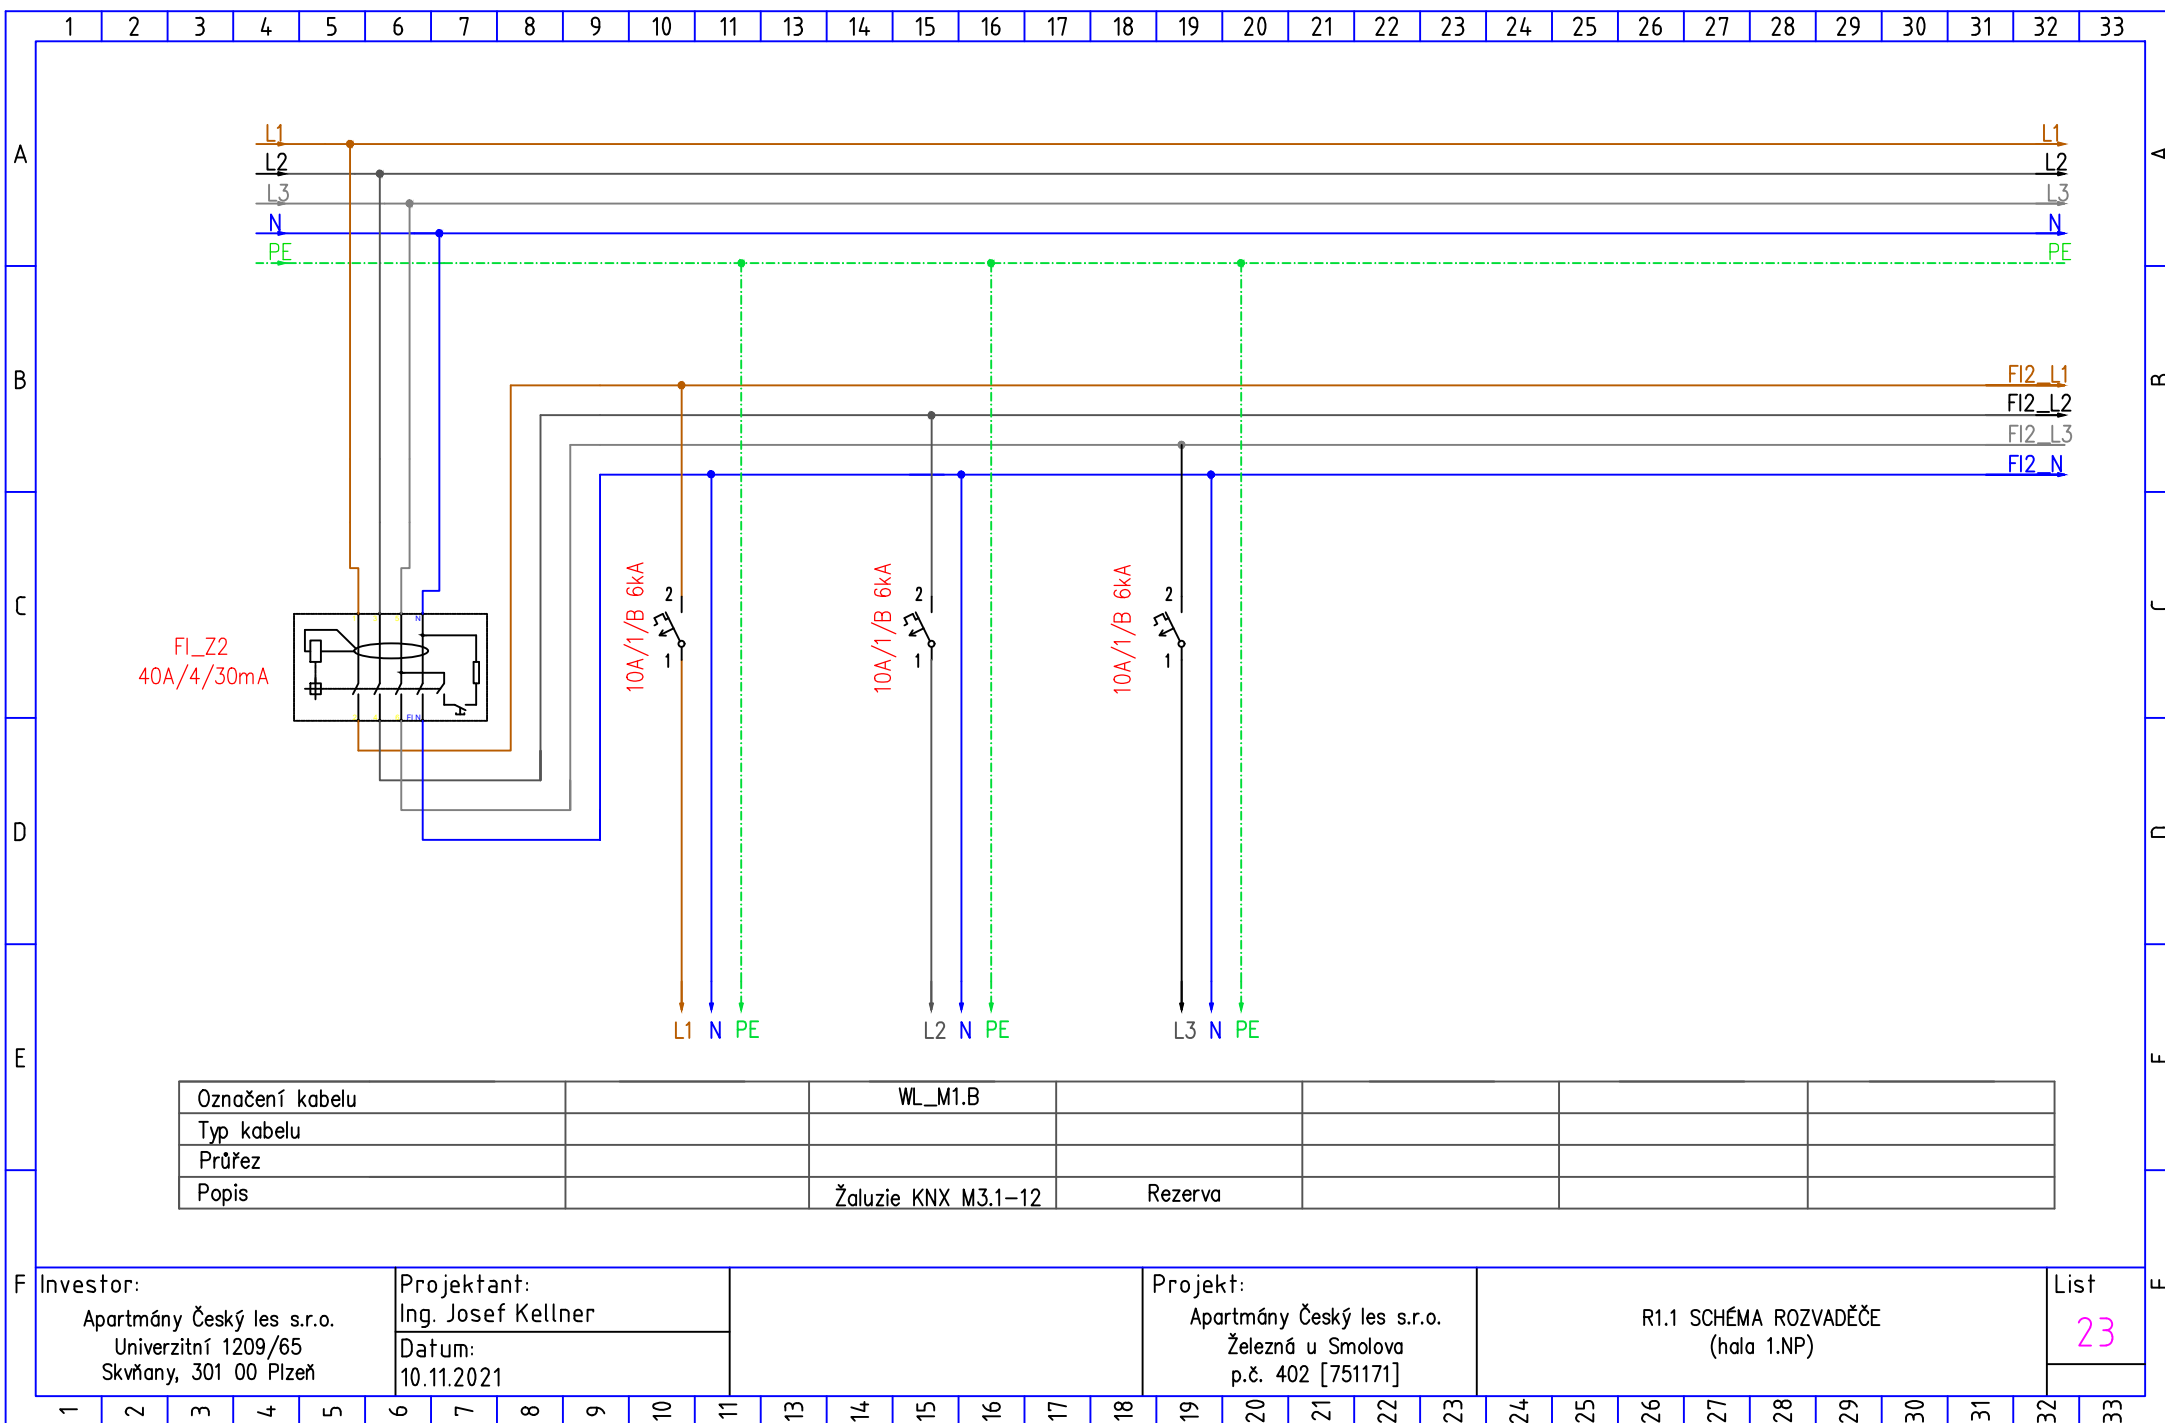 1 2 3 4 5 6 7 8 9 10 11 13 14 15 16 17 18 19 20 21 22 23 24 25 26 27 28 29 30 31 32 33
A
L1 L1
L2 L2
L3 L3
N N
PE PE
A
B
FI2_L1
FI2_L2
FI2_L3
FI2_N
B
C
10A/1/B 6kA
2
1
10A/1/B 6kA
2
1
10A/1/B 6kA
2
1
C
FI_Z2
40A/4/30mA
N
FI_N
D
D
L1 N PE L2 N PE L3 N PE
E
E
Označení kabelu WL_M1.B
Typ kabelu
Průřez
Popis Žaluzie KNX M3.1-12 Rezerva
F
Investor:
Apartmány Český les s.r.o.
Univerzitní 1209/65
Skvňany, 301 00 Plzeň
Projektant:
Ing. Josef Kellner
Datum:
10.11.2021
Projekt:
Apartmány Český les s.r.o.
Železná u Smolova
p.č. 402 [751171]
R1.1 SCHÉMA ROZVADĚČE
(hala 1.NP)
List
23
F
1 2 3 4 5 6 7 8 9 10 11 13 14 15 16 17 18 19 20 21 22 23 24 25 26 27 28 29 30 31 32 33